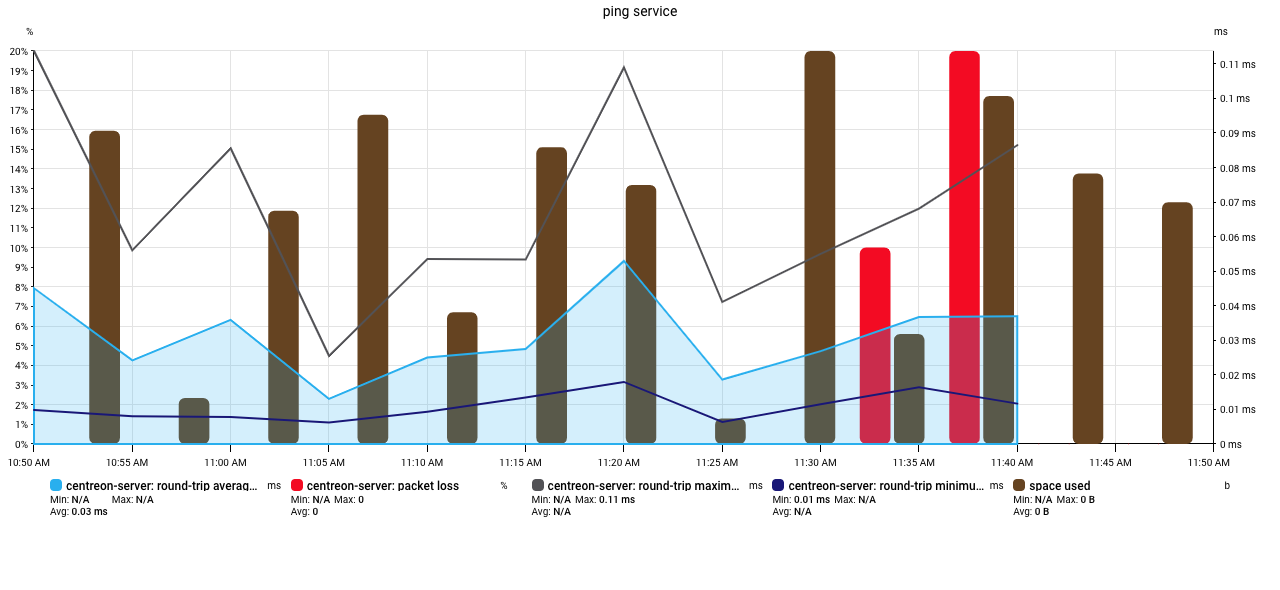 ping service
% ms
20%
19%
18%
17%
16%
15%
14%
13%
12%
11%
10%
9%
8%
7%
6%
5%
4%
3%
2%
1%
0%
0.11 ms
0.1 ms
0.09 ms
0.08 ms
0.07 ms
0.06 ms
0.05 ms
0.04 ms
0.03 ms
0.02 ms
0.01 ms
0 ms
10:50 AM 10:55 AM 11:00 AM 11:05 AM 11:10 AM 11:15 AM 11:20 AM 11:25 AM 11:30 AM 11:35 AM 11:40 AM 11:45 AM 11:50 AM
centreon-server: round-trip averag... ms
Min: N/A Max: N/A
Avg: 0.03 ms
centreon-server: packet loss %
Min: N/A Max: 0
Avg: 0
centreon-server: round-trip maxim... ms
Min: N/A Max: 0.11 ms
Avg: N/A
centreon-server: round-trip minimu... ms
Min: 0.01 ms Max: N/A
Avg: N/A
space used b
Min: N/A Max: 0 B
Avg: 0 B